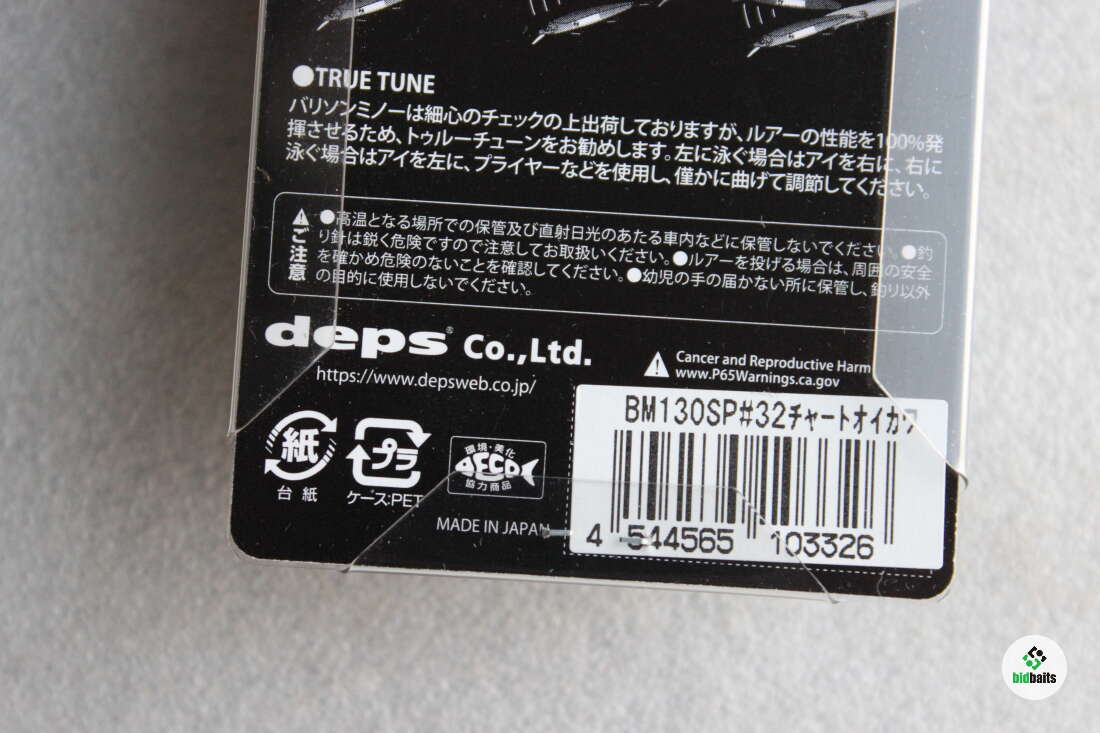 ●TRUE TUNE
バリソンミノーは細心のチェックの上出荷しておりますが、ルアーの性能を100%発
揮させるため、トゥルーチューンをお勧めします。左に泳ぐ場合はアイを右に、右に
泳ぐ場合はアイを左に、プライヤーなどを使用し、僅かに曲げて調節してください。
ご注意
●高温となる場所での保管及び直射日光のあたる車内などに保管しないでください。●釣
り針は鋭く危険ですので注意してお取扱いください。●ルアーを投げる場合は、周囲の安全
を確かめ危険のないことを確認してください。●幼児の手の届かない所に保管し、釣り以外
の目的に使用しないでください。
deps® Co.,Ltd.
https://www.depsweb.co.jp/
Cancer and Reproductive Harm
www.P65Warnings.ca.gov
BM130SP#32チャートオイカワ
紙
台紙
プラ
ケース:PET
環境・美化
FECO
協力商品
MADE IN JAPAN
4 544565 103326
bidbaits